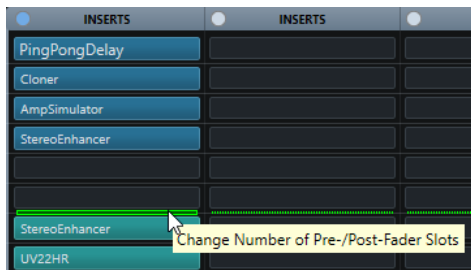 INSERTS
INSERTS
PingPongDelay
Cloner
AmpSimulator
StereoEnhancer
StereoEnhancer
Change Number of Pre-/Post-Fader Slots
UV22HR